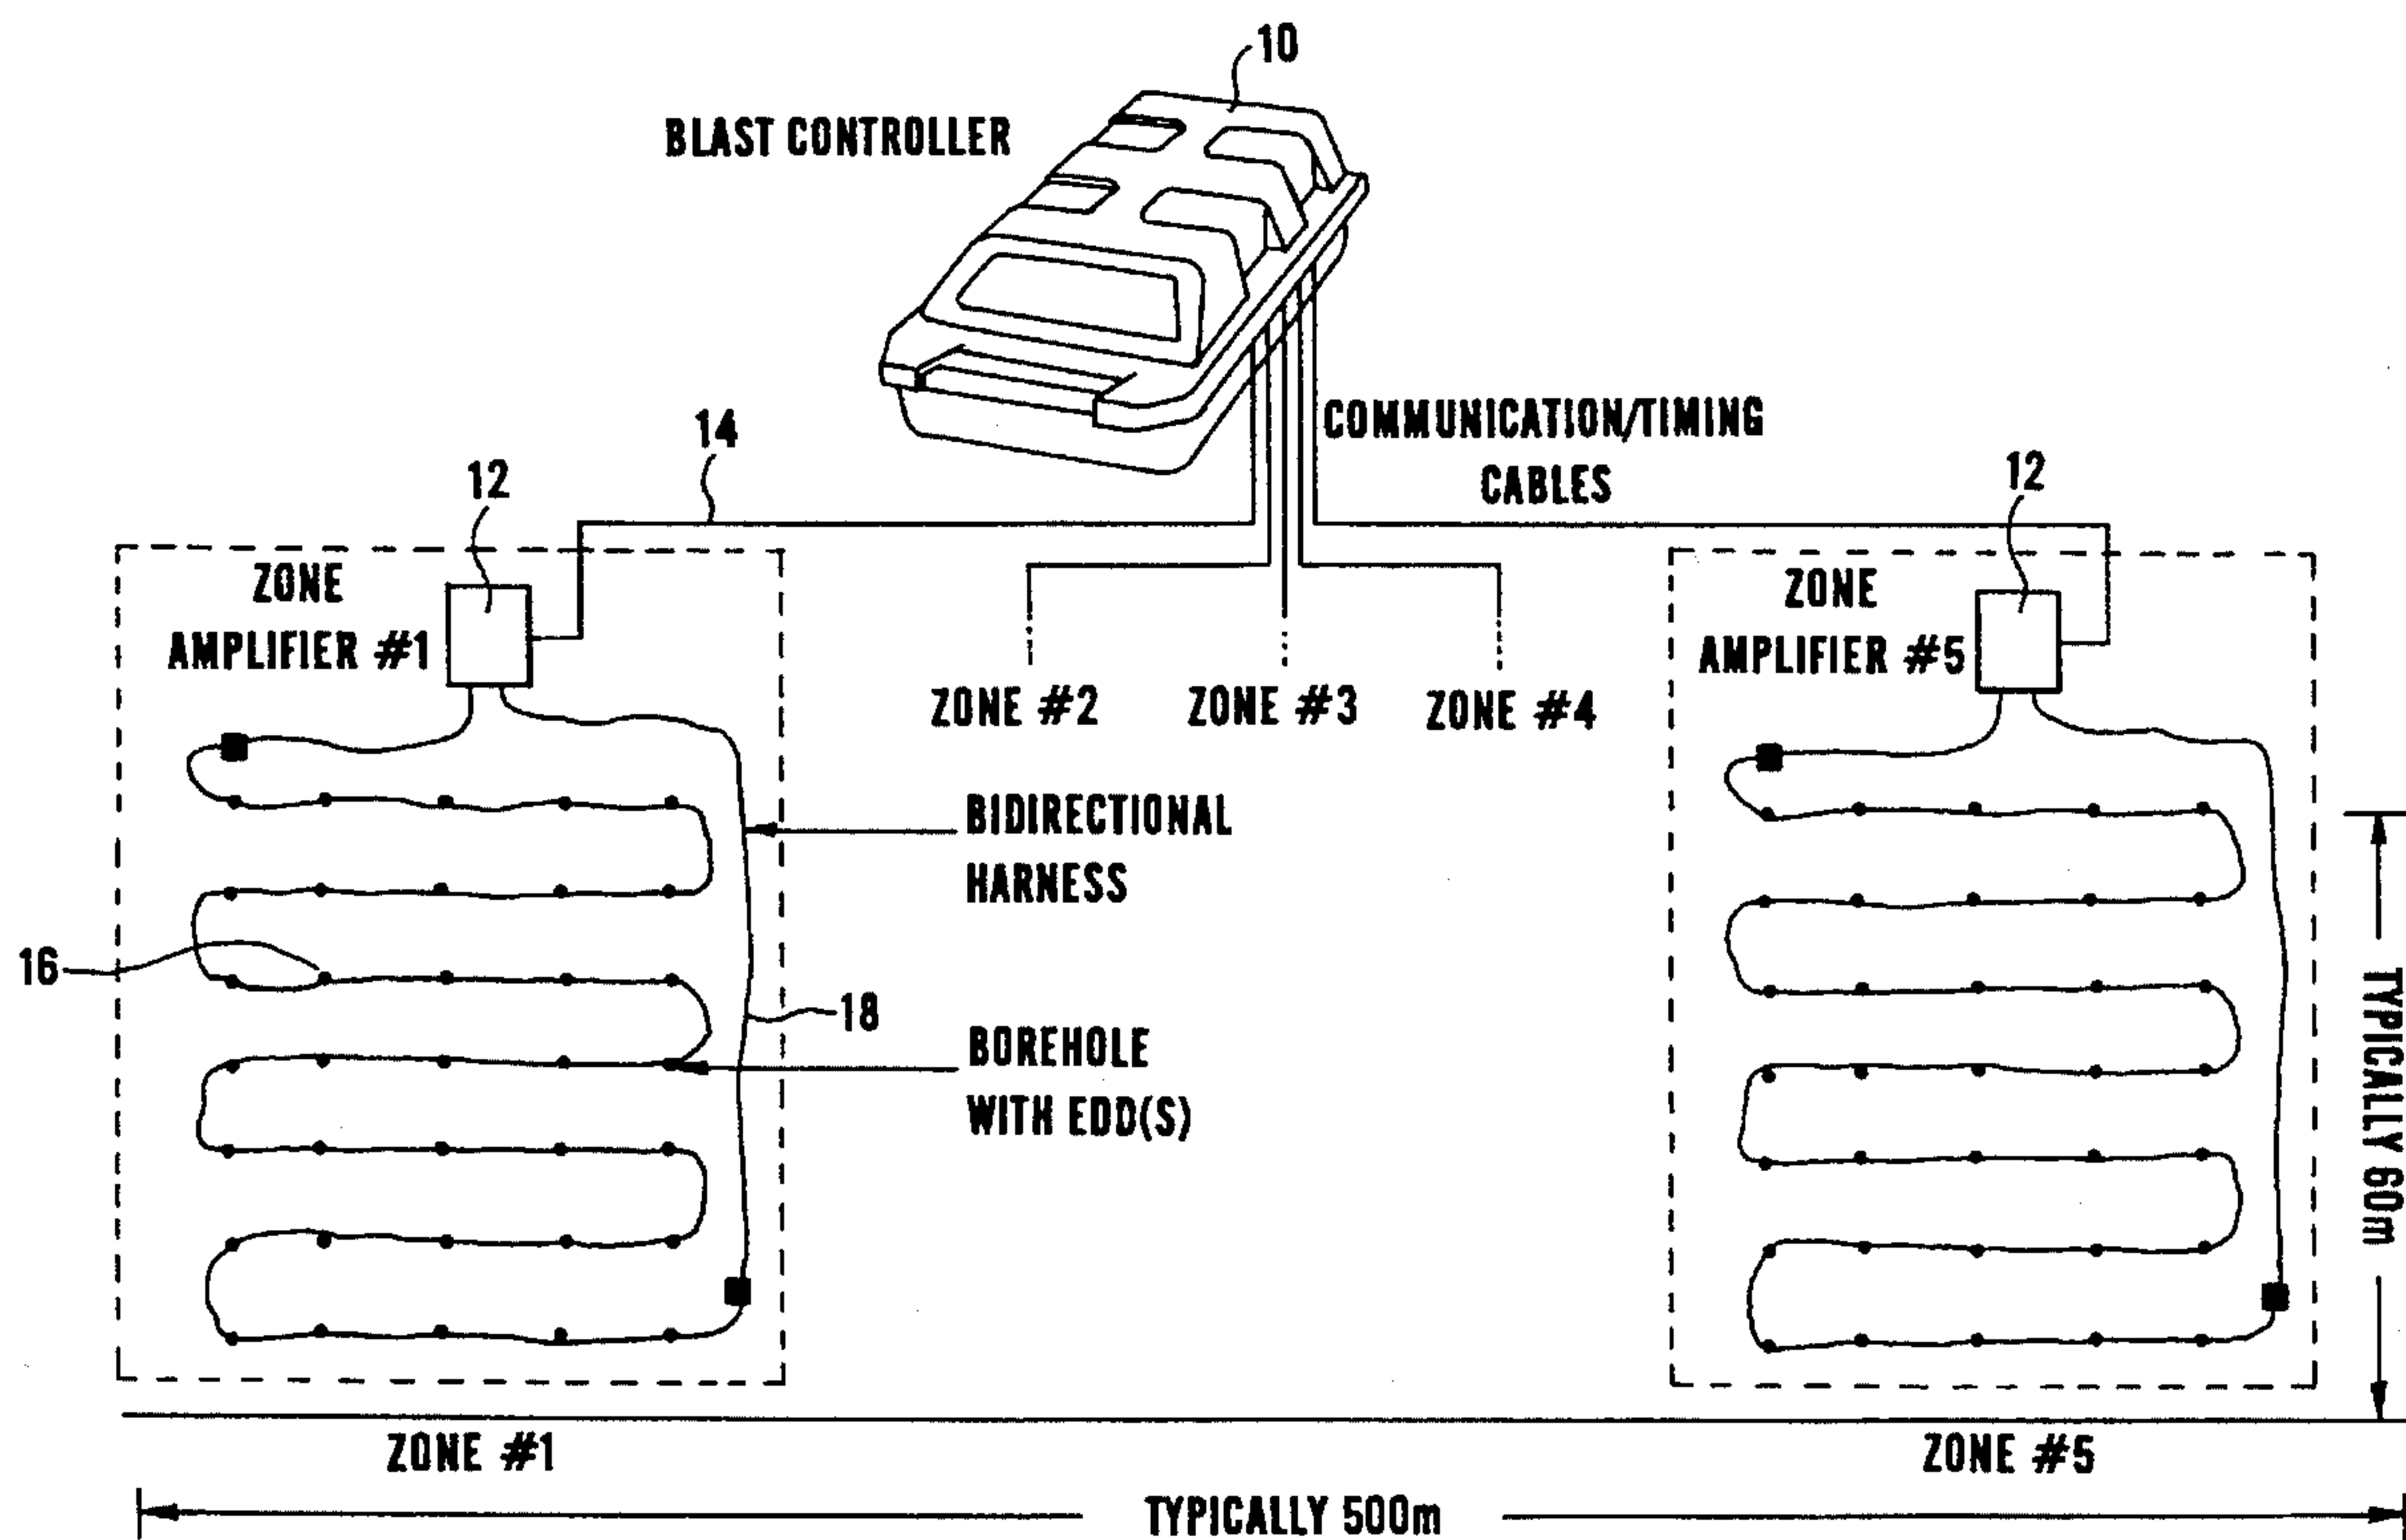 10
BLAST CONTROLLER
COMMUNICATION/TIMING
CABLES
14
12
12
ZONE
AMPLIFIER #1
ZONE
AMPLIFIER #5
ZONE #2
ZONE #3
ZONE #4
BIDIRECTIONAL
HARNESS
16
18
BOREHOLE
WITH EDD(S)
TYPICALLY 60m
ZONE #1
ZONE #5
TYPICALLY 500m